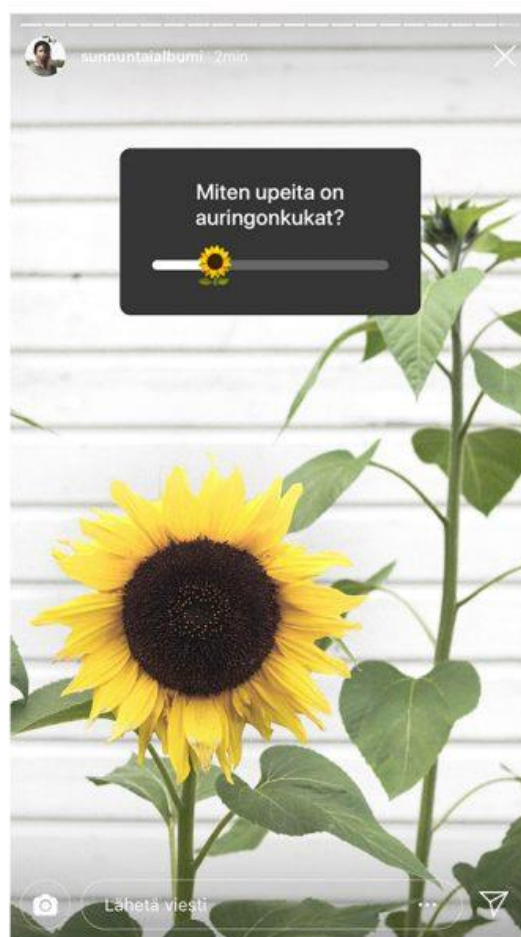 sunnuntaialbumi 2min
Miten upeita on
auringonkukat?
Lähetä viesti